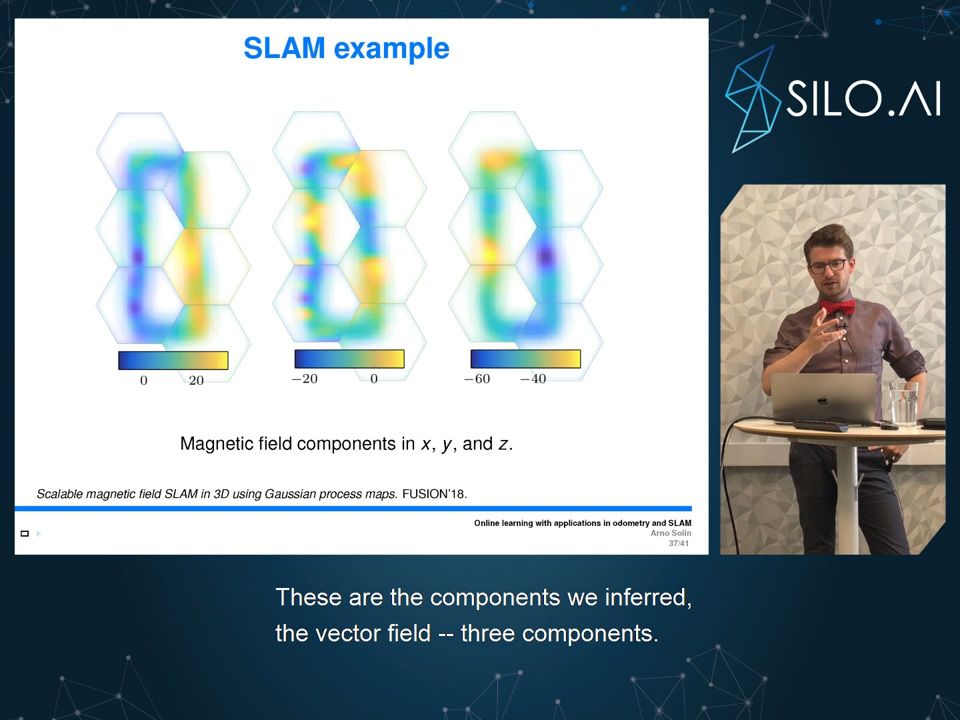 SLAM example
SILO.AI
0 20
−20 0
−60 −40
Magnetic field components in x, y, and z.
Scalable magnetic field SLAM in 3D using Gaussian process maps. FUSION'18.
Online learning with applications in odometry and SLAM
Arno Solin
37/41
These are the components we inferred,
the vector field -- three components.